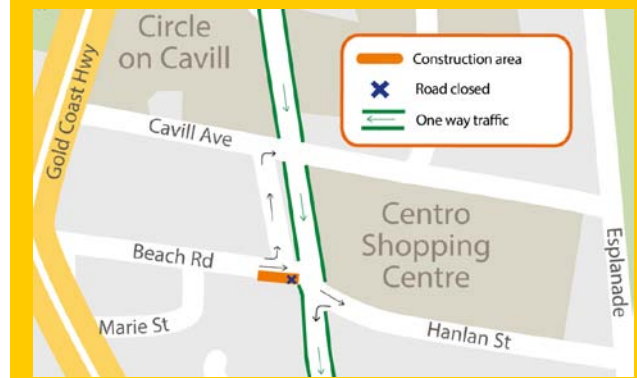 Circle
on Cavill
Construction area
Road closed
One way traffic
Gold Coast Hwy
Cavill Ave
Centro
Shopping
Centre
Esplanade
Beach Rd
Marie St
Hanlan St